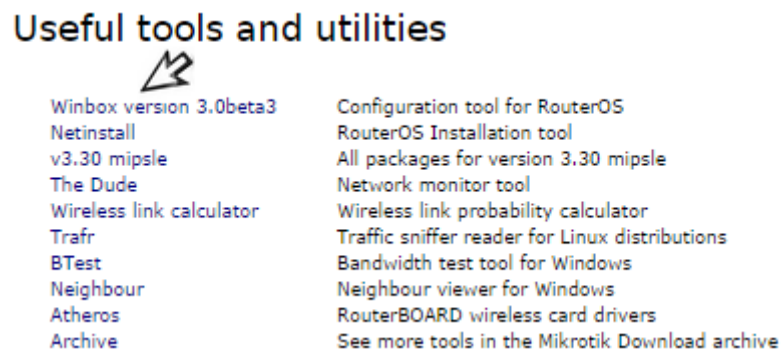 Useful tools and utilities
Winbox version 3.0beta3 Configuration tool for RouterOS
Netinstall RouterOS Installation tool
v3.30 mipsle All packages for version 3.30 mipsle
The Dude Network monitor tool
Wireless link calculator Wireless link probability calculator
Trafr Traffic sniffer reader for Linux distributions
BTest Bandwidth test tool for Windows
Neighbour Neighbour viewer for Windows
Atheros RouterBOARD wireless card drivers
Archive See more tools in the Mikrotik Download archive